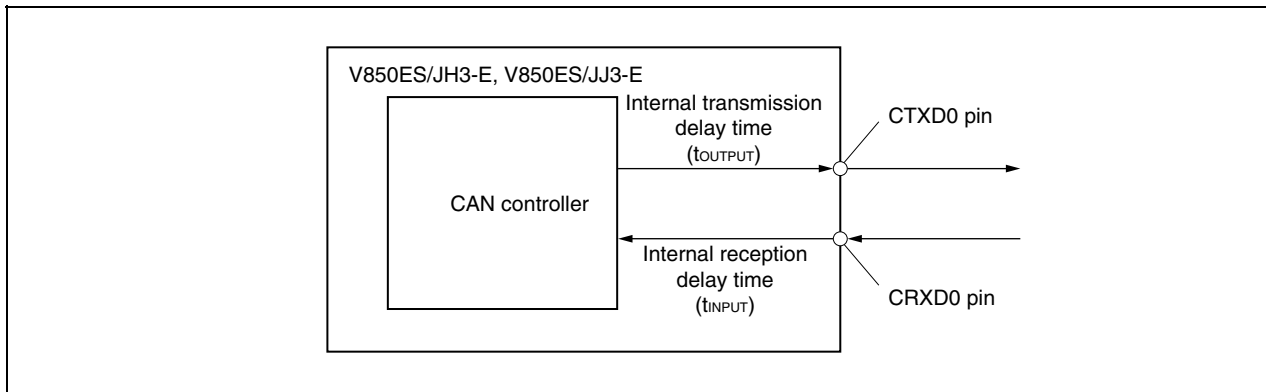 V850ES/JH3-E, V850ES/JJ3-E
Internal transmission
delay time
(tOUTPUT)
CTXD0 pin
CAN controller
Internal reception
delay time
(tINPUT)
CRXD0 pin